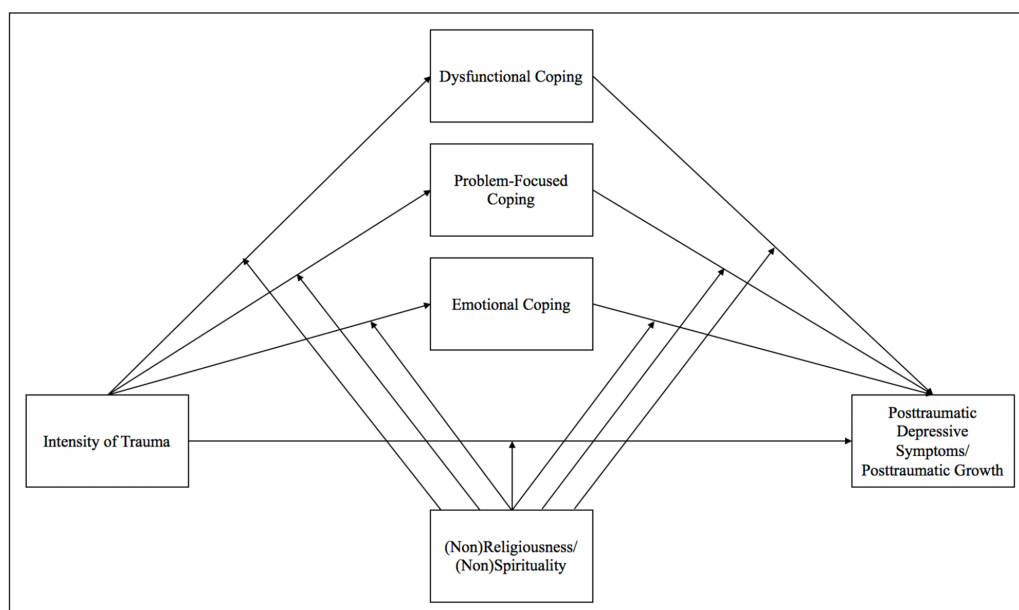 Dysfunctional Coping
Problem-Focused
Coping
Emotional Coping
Intensity of Trauma
Posttraumatic
Depressive
Symptoms/
Posttraumatic Growth
(Non)Religiousness/
(Non)Spirituality